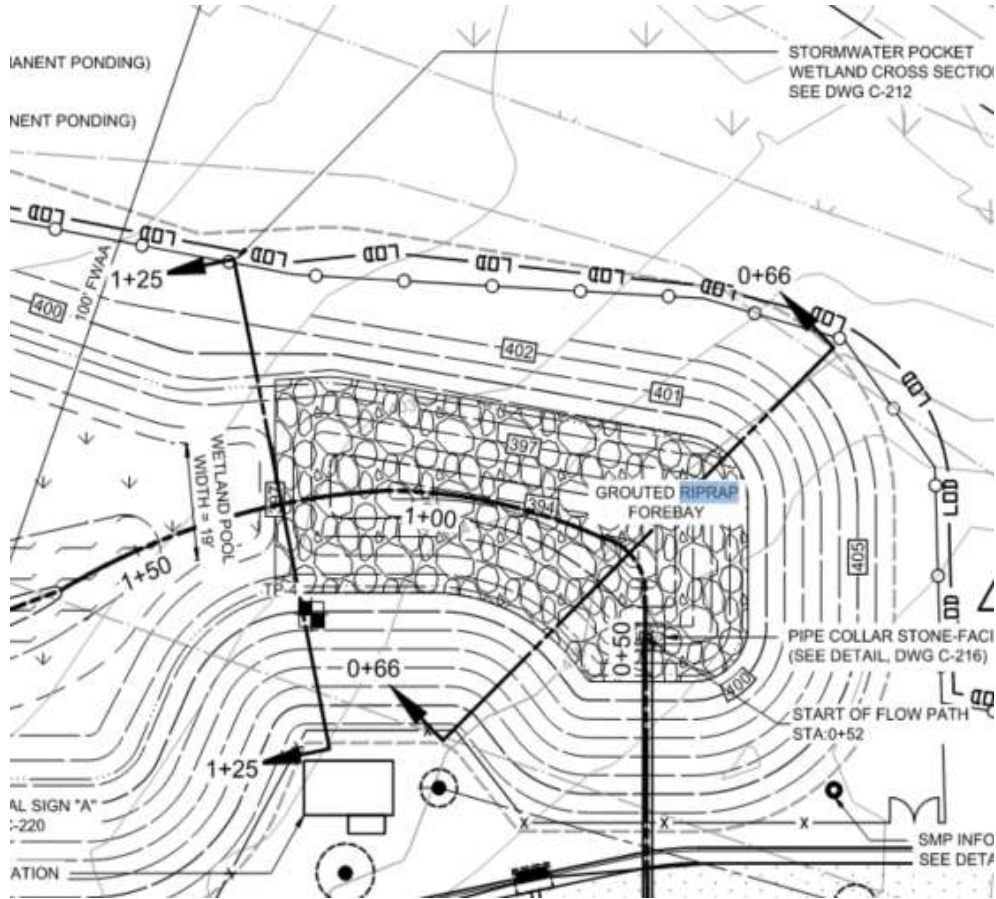 STORMWATER POCKET
WETLAND CROSS SECTION
SEE DWG C-212
MANENT PONDING)
NENT PONDING)
LOD
LOD
LOD
LOD
LOD
LOD
LOD
LOD
LOD
LOD
LOD
1+25
0+66
100' FWAA
400
402
401
397
394
405
400
WETLAND POOL
WIDTH = 19'
GROUTED RIPRAP
FOREBAY
1+00
1+50
0+50
0+66
1+25
PIPE COLLAR STONE-FACI
(SEE DETAIL, DWG C-216)
START OF FLOW PATH
STA:0+52
AL SIGN "A"
C-220
ATION
X
X
X
X
X
SMP INFO
SEE DETA